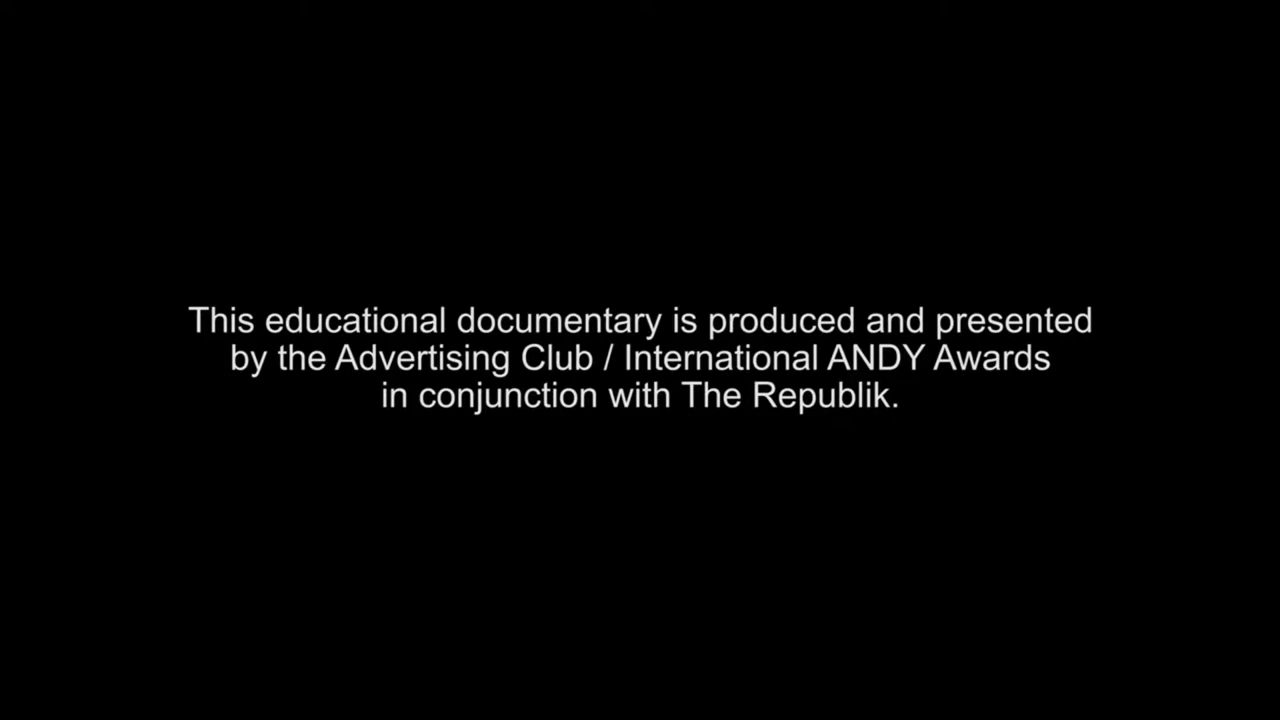 This educational documentary is produced and presented
by the Advertising Club / International ANDY Awards
in conjunction with The Republik.